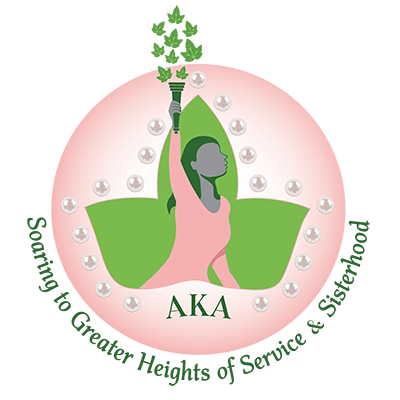 AKA
Soaring to Greater Heights of Service & Sisterhood